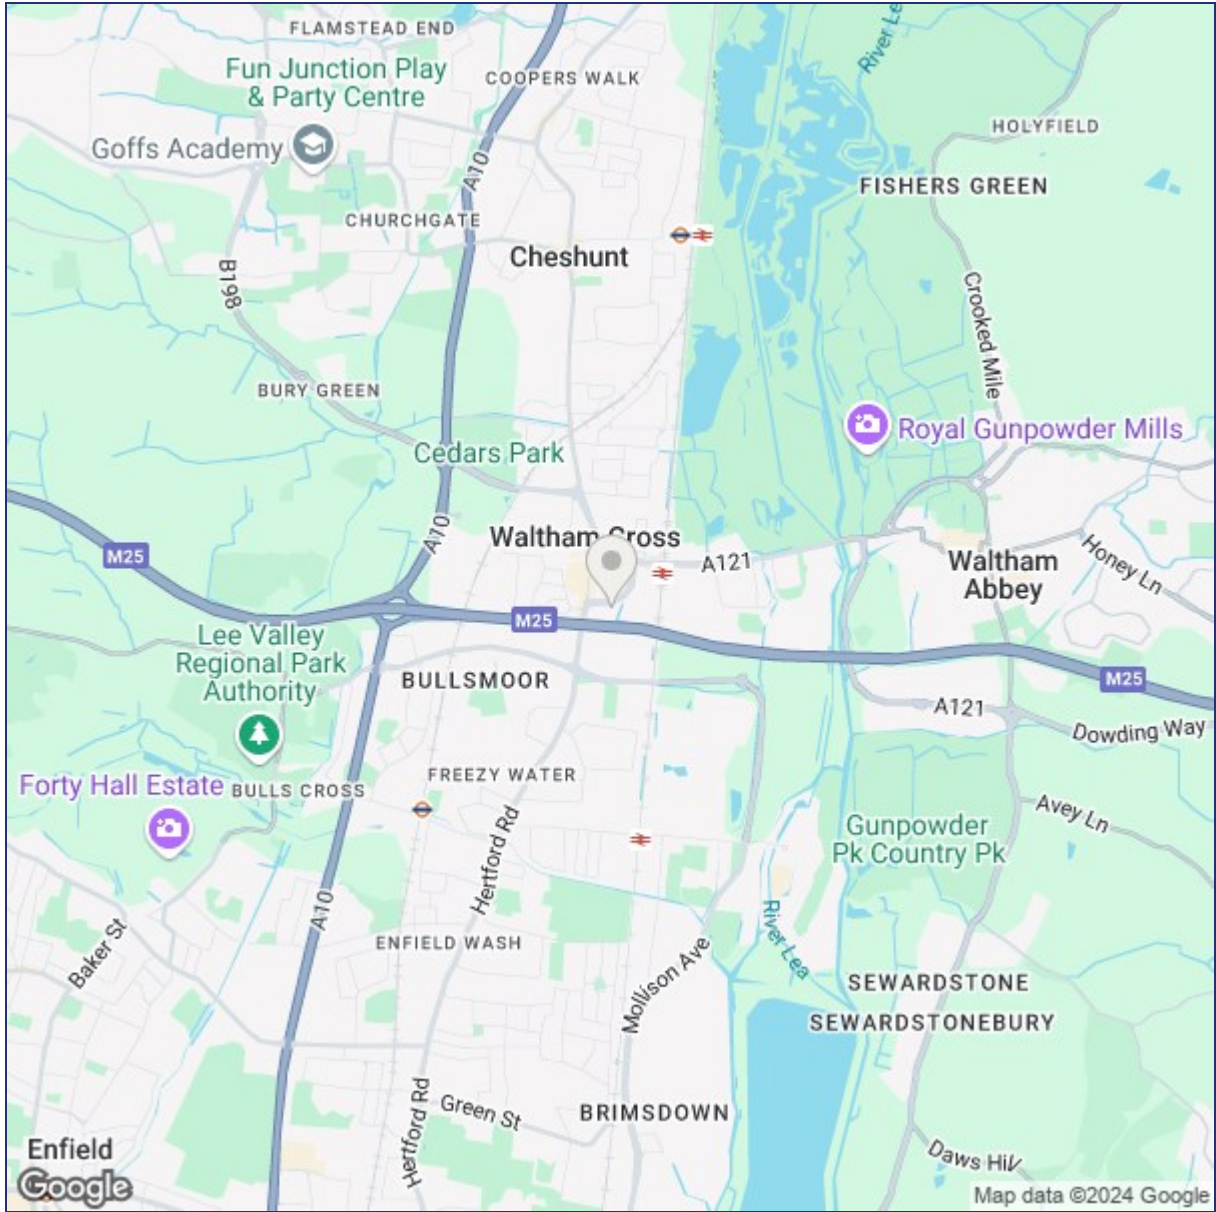 FLAMSTEAD END
Fun Junction Play
& Party Centre
COOPERS WALK
River Le
HOLYFIELD
Goffs Academy
A10
FISHERS GREEN
CHURCHGATE
Cheshunt
B198
Crooked Mile
BURY GREEN
Cedars Park
Royal Gunpowder Mills
A10
Waltham Cross
M25
A121
Waltham
Abbey
Honey Ln
M25
Lee Valley
Regional Park
Authority
BULLSMOOR
M25
A121
Dowding Way
FREEZY WATER
Forty Hall Estate
BULLS CROSS
Avey Ln
Gunpowder
Pk Country Pk
Hertford Rd
A10
Baker St
ENFIELD WASH
River Lea
Mollison Ave
SEWARDSTONE
SEWARDSTONEBURY
Hertford Rd
Green St
BRIMSDOWN
Enfield
Daws Hil
Google
Map data ©2024 Google